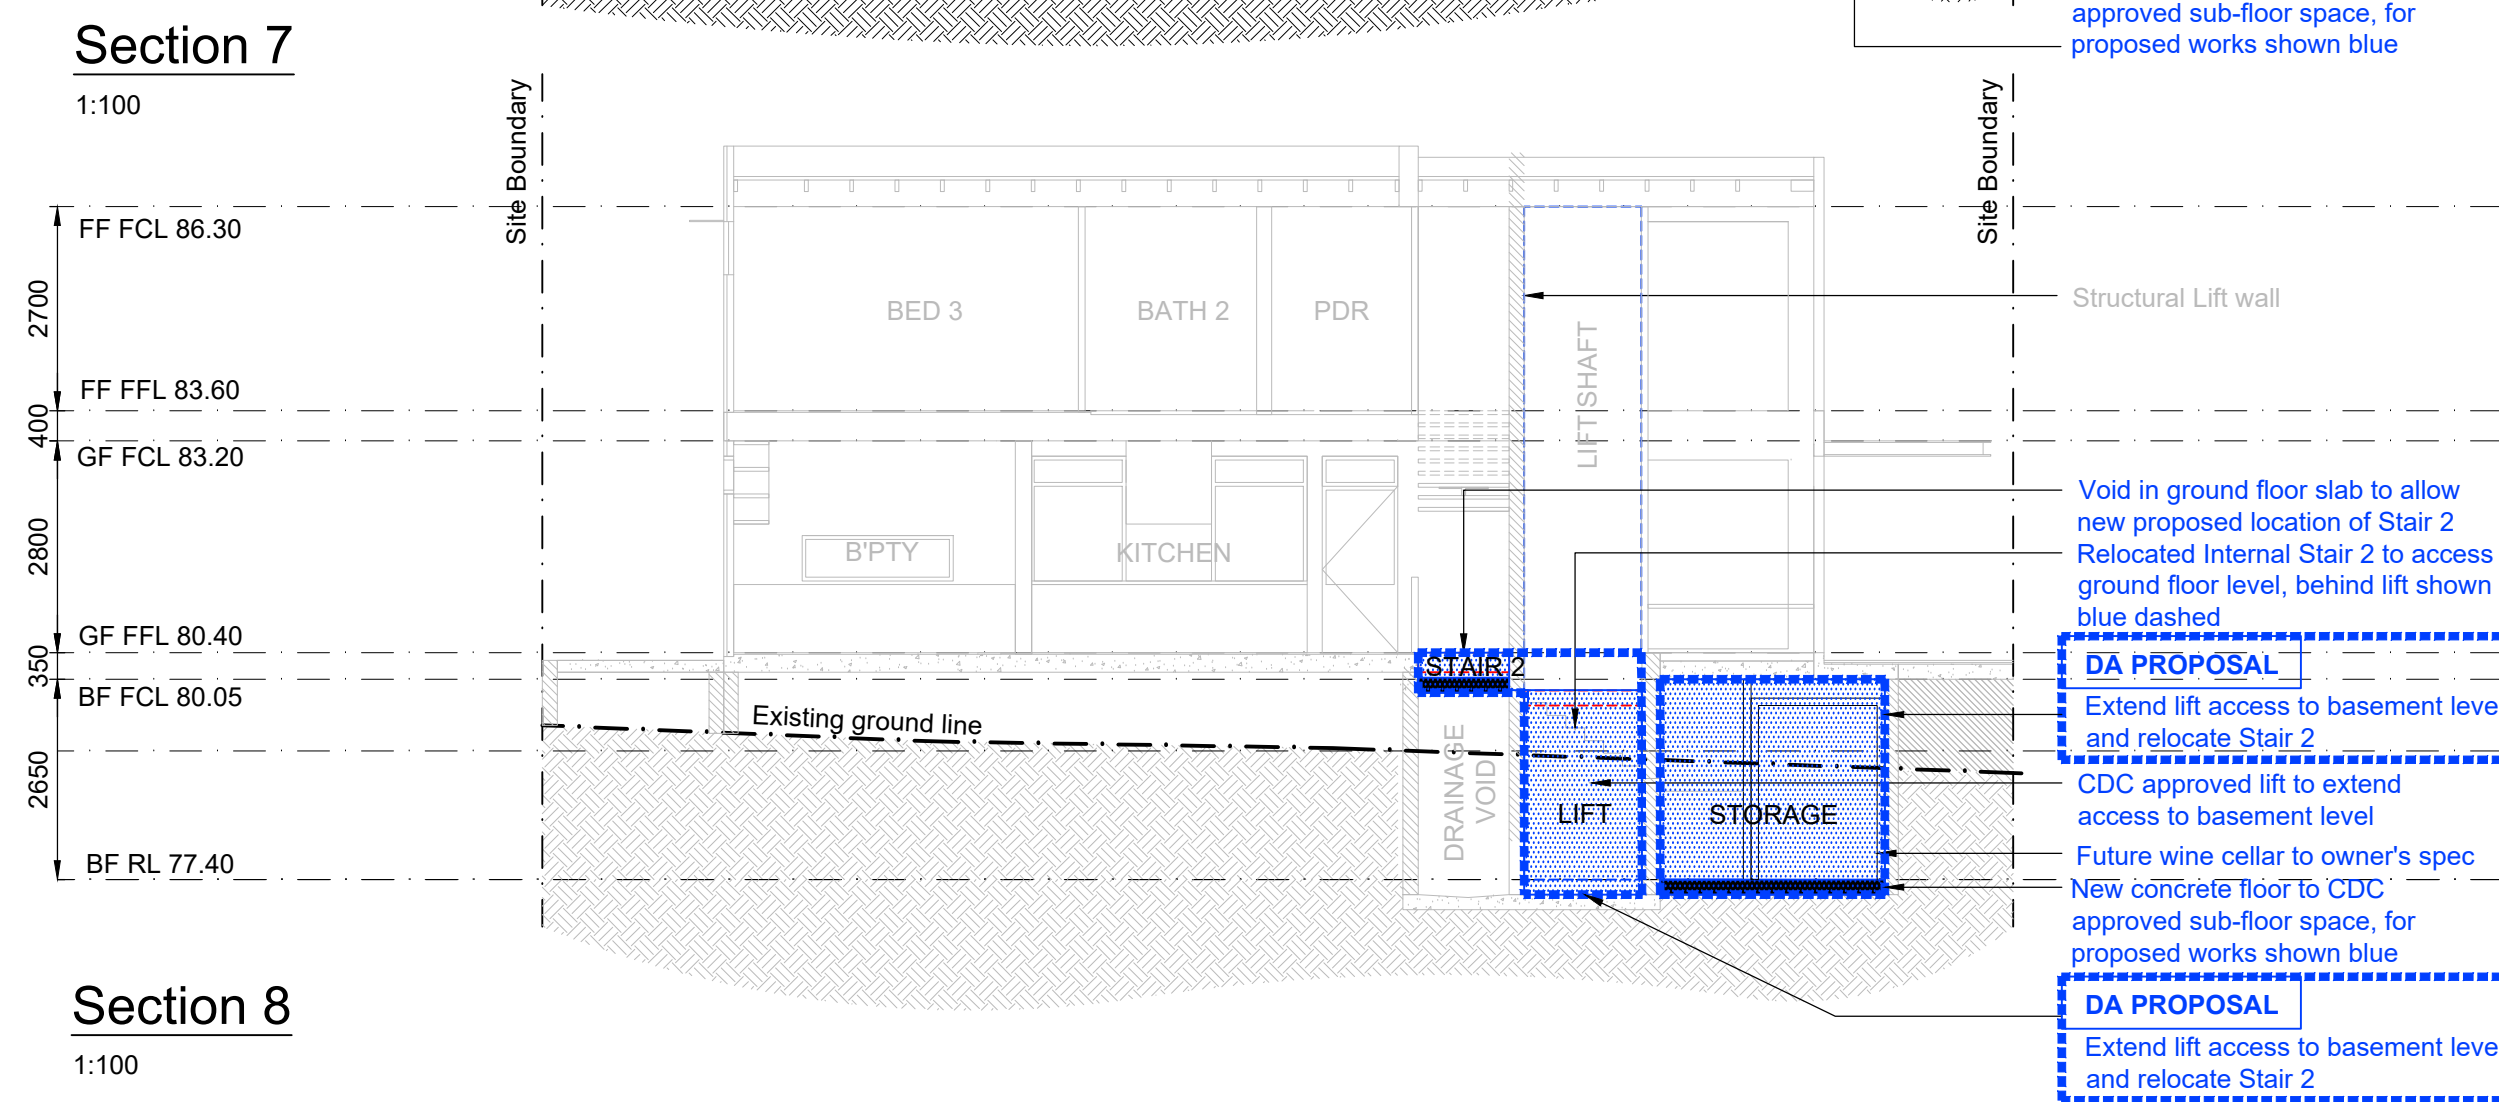 approved sub-floor space, for
proposed works shown blue
Section 7
1:100
Site Boundary
Site Boundary
FF FCL 86.30
2700
BED 3
BATH 2
PDR
Structural Lift wall
LIFT SHAFT
FF FFL 83.60
400
GF FCL 83.20
2800
B'PTY
KITCHEN
Void in ground floor slab to allow
new proposed location of Stair 2
Relocated Internal Stair 2 to access
ground floor level, behind lift shown
blue dashed
GF FFL 80.40
350
STAIR 2
DA PROPOSAL
Extend lift access to basement leve
and relocate Stair 2
BF FCL 80.05
Existing ground line
2650
DRAINAGE
VOID
LIFT
STORAGE
CDC approved lift to extend
access to basement level
BF RL 77.40
Future wine cellar to owner's spec
New concrete floor to CDC
approved sub-floor space, for
proposed works shown blue
Section 8
1:100
DA PROPOSAL
Extend lift access to basement leve
and relocate Stair 2